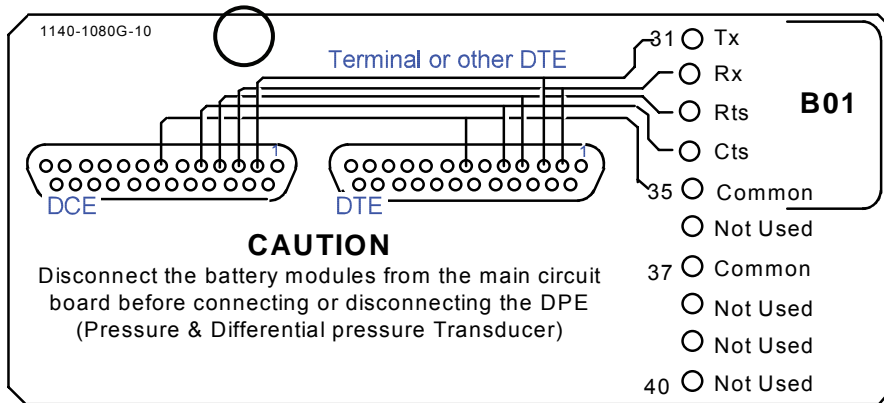 1140-1080G-10
Terminal or other DTE
31 Tx
Rx
Rts
B01
Cts
1
1
35 Common
DCE
DTE
Not Used
CAUTION
37 Common
Disconnect the battery modules from the main circuit
board before connecting or disconnecting the DPE
(Pressure & Differential pressure Transducer)
Not Used
Not Used
40 Not Used